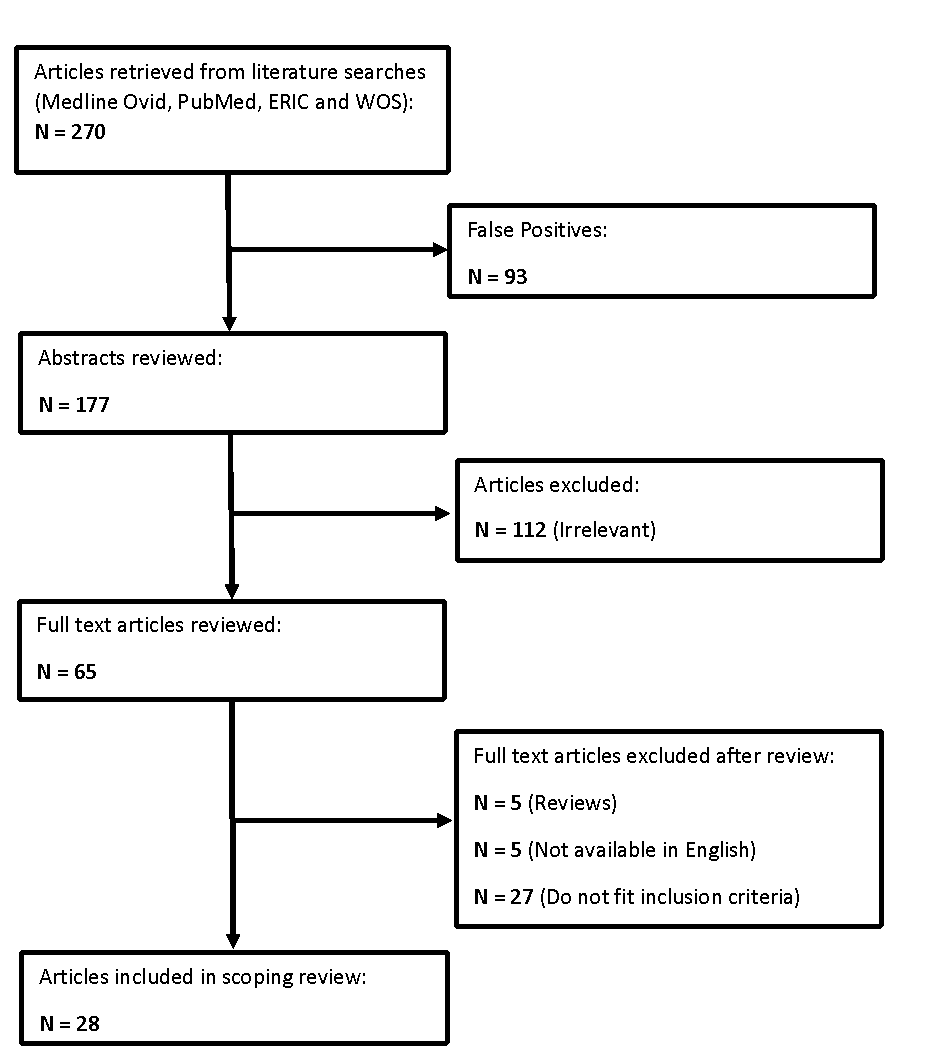 Articles retrieved from literature searches
(Medline Ovid, PubMed, ERIC and WOS):
N = 270
False Positives:
N = 93
Abstracts reviewed:
N = 177
Articles excluded:
N = 112 (Irrelevant)
Full text articles reviewed:
N = 65
Full text articles excluded after review:
N = 5 (Reviews)
N = 5 (Not available in English)
N = 27 (Do not fit inclusion criteria)
Articles included in scoping review:
N = 28